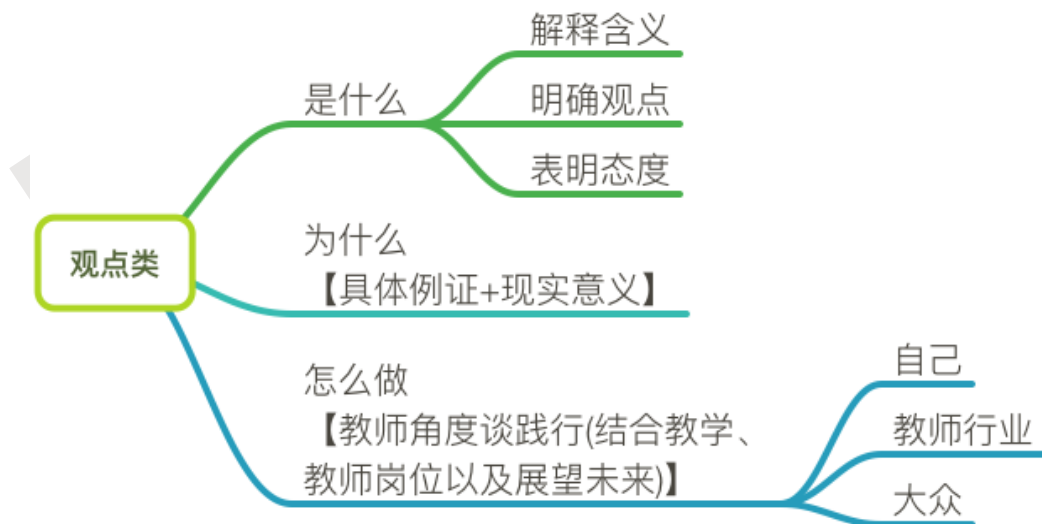 观点类
是什么
解释含义
明确观点
表明态度
为什么
【具体例证+现实意义】
怎么做
【教师角度谈践行(结合教学、
教师岗位以及展望未来)】
自己
教师行业
大众